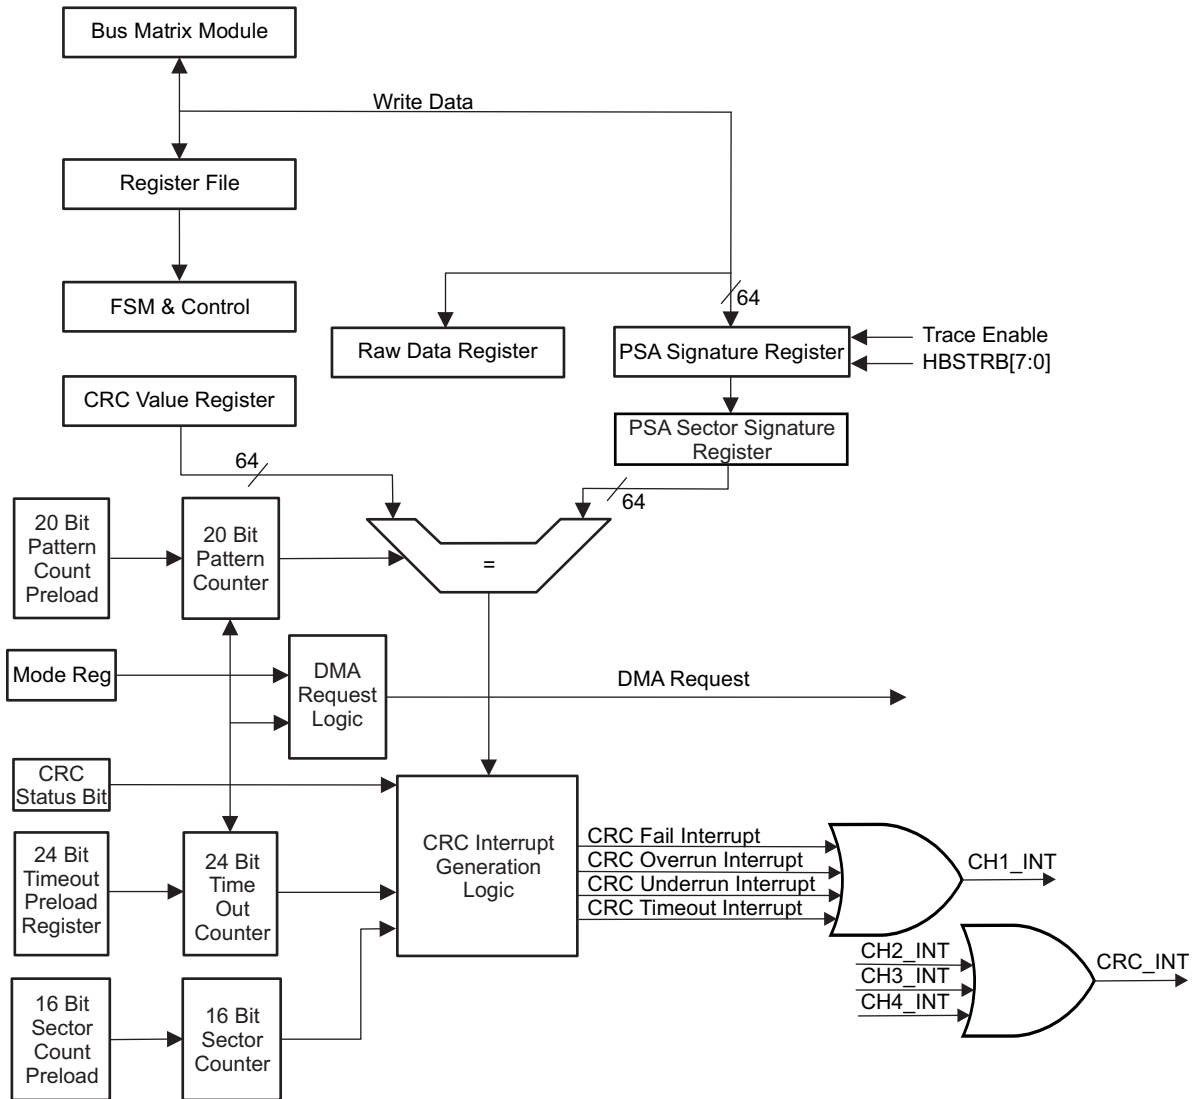 Bus Matrix Module
Write Data
Register File
FSM & Control
64
Raw Data Register
PSA Signature Register
Trace Enable
HBSTRB[7:0]
CRC Value Register
PSA Sector Signature
Register
64
64
20 Bit
Pattern
Count
Preload
20 Bit
Pattern
Counter
=
Mode Reg
DMA
Request
Logic
DMA Request
CRC
Status Bit
24 Bit
Timeout
Preload
Register
24 Bit
Time
Out
Counter
CRC Interrupt
Generation
Logic
CRC Fail Interrupt
CRC Overrun Interrupt
CRC Underrun Interrupt
CRC Timeout Interrupt
CH1_INT
CH2_INT
CH3_INT
CH4_INT
CRC_INT
16 Bit
Sector
Count
Preload
16 Bit
Sector
Counter